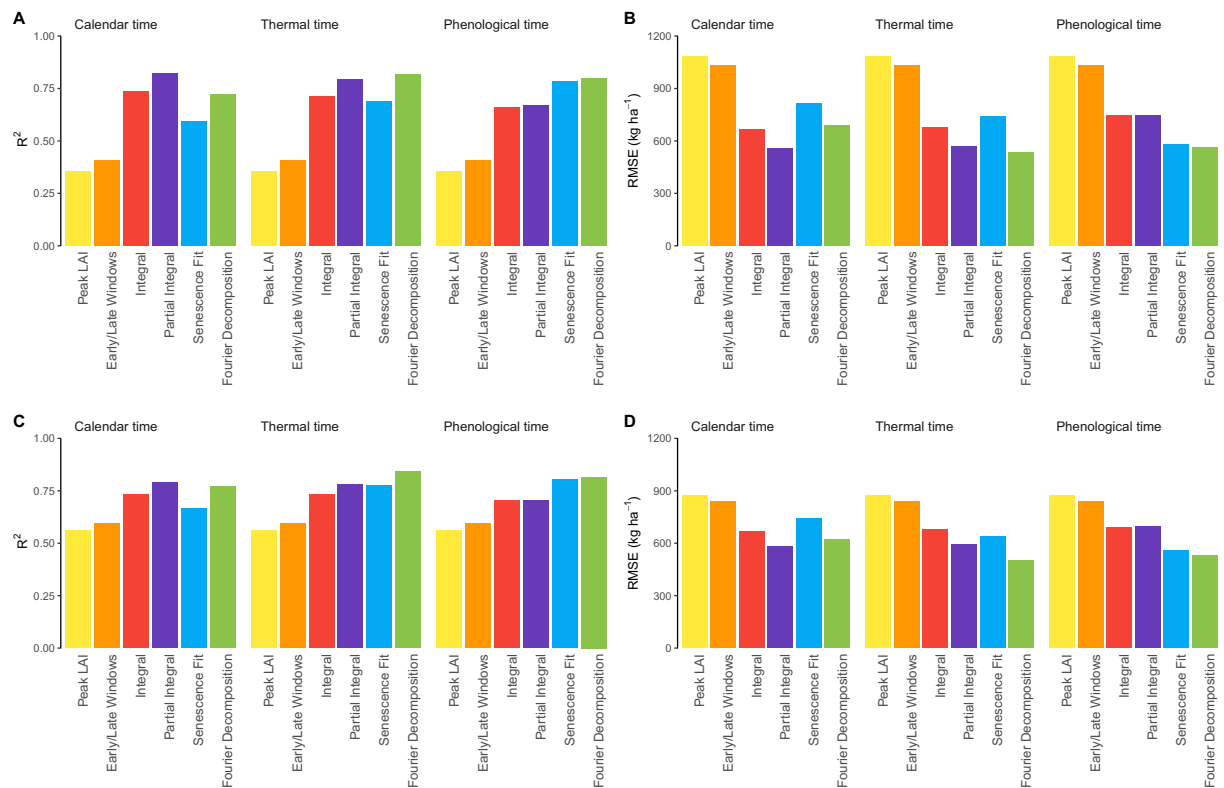 A
Calendar time
Thermal time
Phenological time
1.00
0.75
0.50
0.25
0.00
R²
Peak LAI
Early/Late Windows
Integral
Partial Integral
Senescence Fit
Fourier Decomposition
Peak LAI
Early/Late Windows
Integral
Partial Integral
Senescence Fit
Fourier Decomposition
Peak LAI
Early/Late Windows
Integral
Partial Integral
Senescence Fit
Fourier Decomposition
B
Calendar time
Thermal time
Phenological time
1200
900
600
300
0
RMSE (kg ha⁻¹)
Peak LAI
Early/Late Windows
Integral
Partial Integral
Senescence Fit
Fourier Decomposition
Peak LAI
Early/Late Windows
Integral
Partial Integral
Senescence Fit
Fourier Decomposition
Peak LAI
Early/Late Windows
Integral
Partial Integral
Senescence Fit
Fourier Decomposition
C
Calendar time
Thermal time
Phenological time
1.00
0.75
0.50
0.25
0.00
R²
Peak LAI
Early/Late Windows
Integral
Partial Integral
Senescence Fit
Fourier Decomposition
Peak LAI
Early/Late Windows
Integral
Partial Integral
Senescence Fit
Fourier Decomposition
Peak LAI
Early/Late Windows
Integral
Partial Integral
Senescence Fit
Fourier Decomposition
D
Calendar time
Thermal time
Phenological time
1200
900
600
300
0
RMSE (kg ha⁻¹)
Peak LAI
Early/Late Windows
Integral
Partial Integral
Senescence Fit
Fourier Decomposition
Peak LAI
Early/Late Windows
Integral
Partial Integral
Senescence Fit
Fourier Decomposition
Peak LAI
Early/Late Windows
Integral
Partial Integral
Senescence Fit
Fourier Decomposition